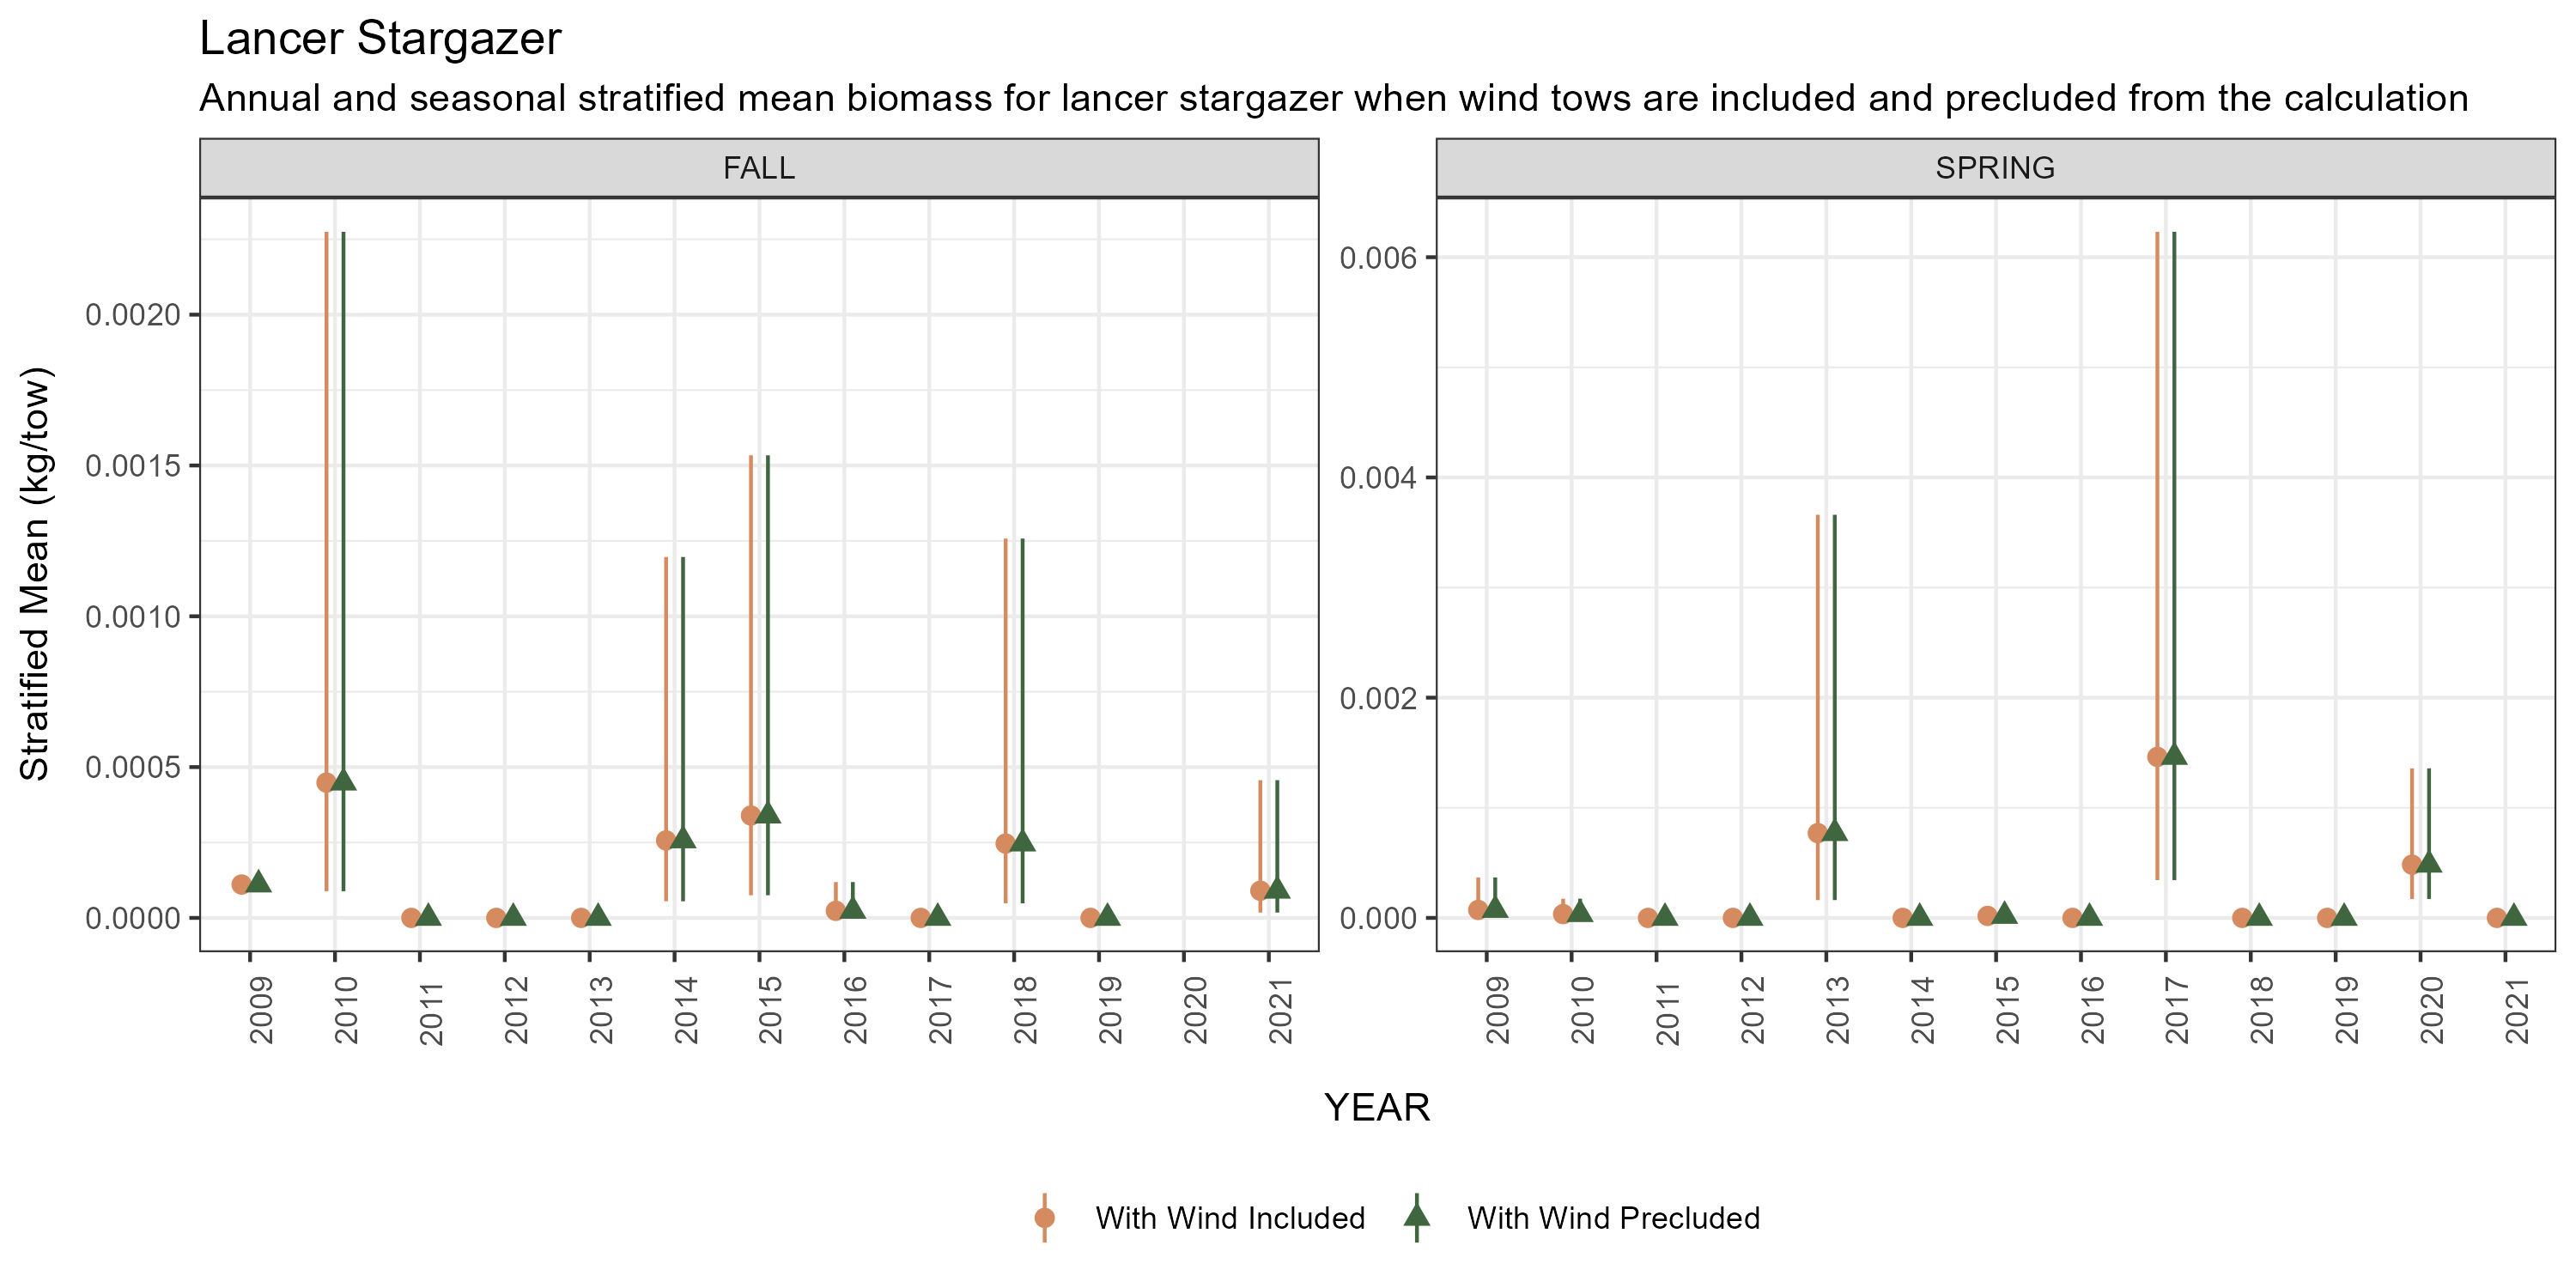 Lancer Stargazer
Annual and seasonal stratified mean biomass for lancer stargazer when wind tows are included and precluded from the calculation
FALL
SPRING
Stratified Mean (kg/tow)
0.0020
0.0015
0.0010
0.0005
0.0000
0.006
0.004
0.002
0.000
2009 2010 2011 2012 2013 2014 2015 2016 2017 2018 2019 2020 2021
2009 2010 2011 2012 2013 2014 2015 2016 2017 2018 2019 2020 2021
YEAR
With Wind Included With Wind Precluded